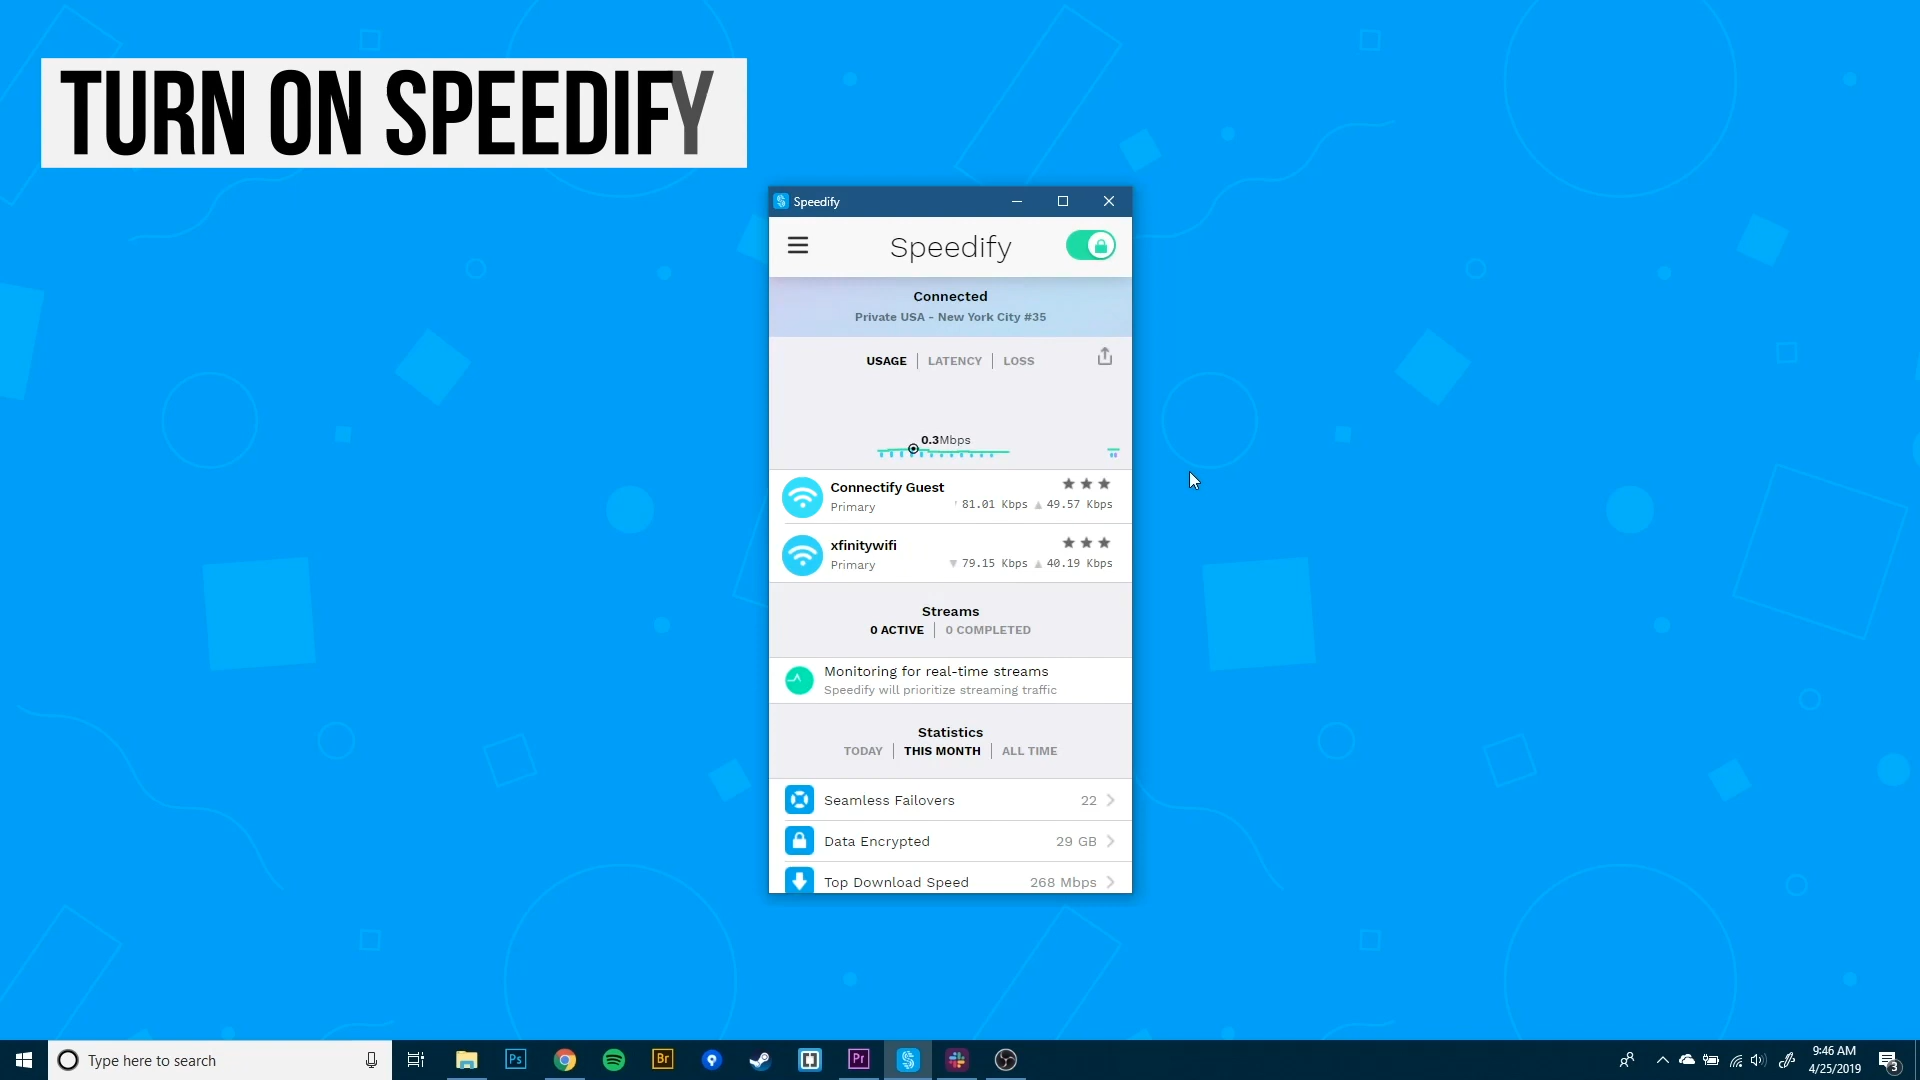 TURN ON SPEEDIFY
Speedify
Speedify
Connected
Private USA - New York City #35
USAGE LATENCY LOSS
0.3Mbps
Connectify Guest
Primary 81.01 Kbps 49.57 Kbps
xfinitywifi
Primary 79.15 Kbps 40.19 Kbps
Streams
0 ACTIVE 0 COMPLETED
Monitoring for real-time streams
Speedify will prioritize streaming traffic
Statistics
TODAY THIS MONTH ALL TIME
Seamless Failovers 22
Data Encrypted 29 GB
Top Download Speed 268 Mbps
Type here to search
Ps
Br
Pr
9:46 AM
4/25/2019
3